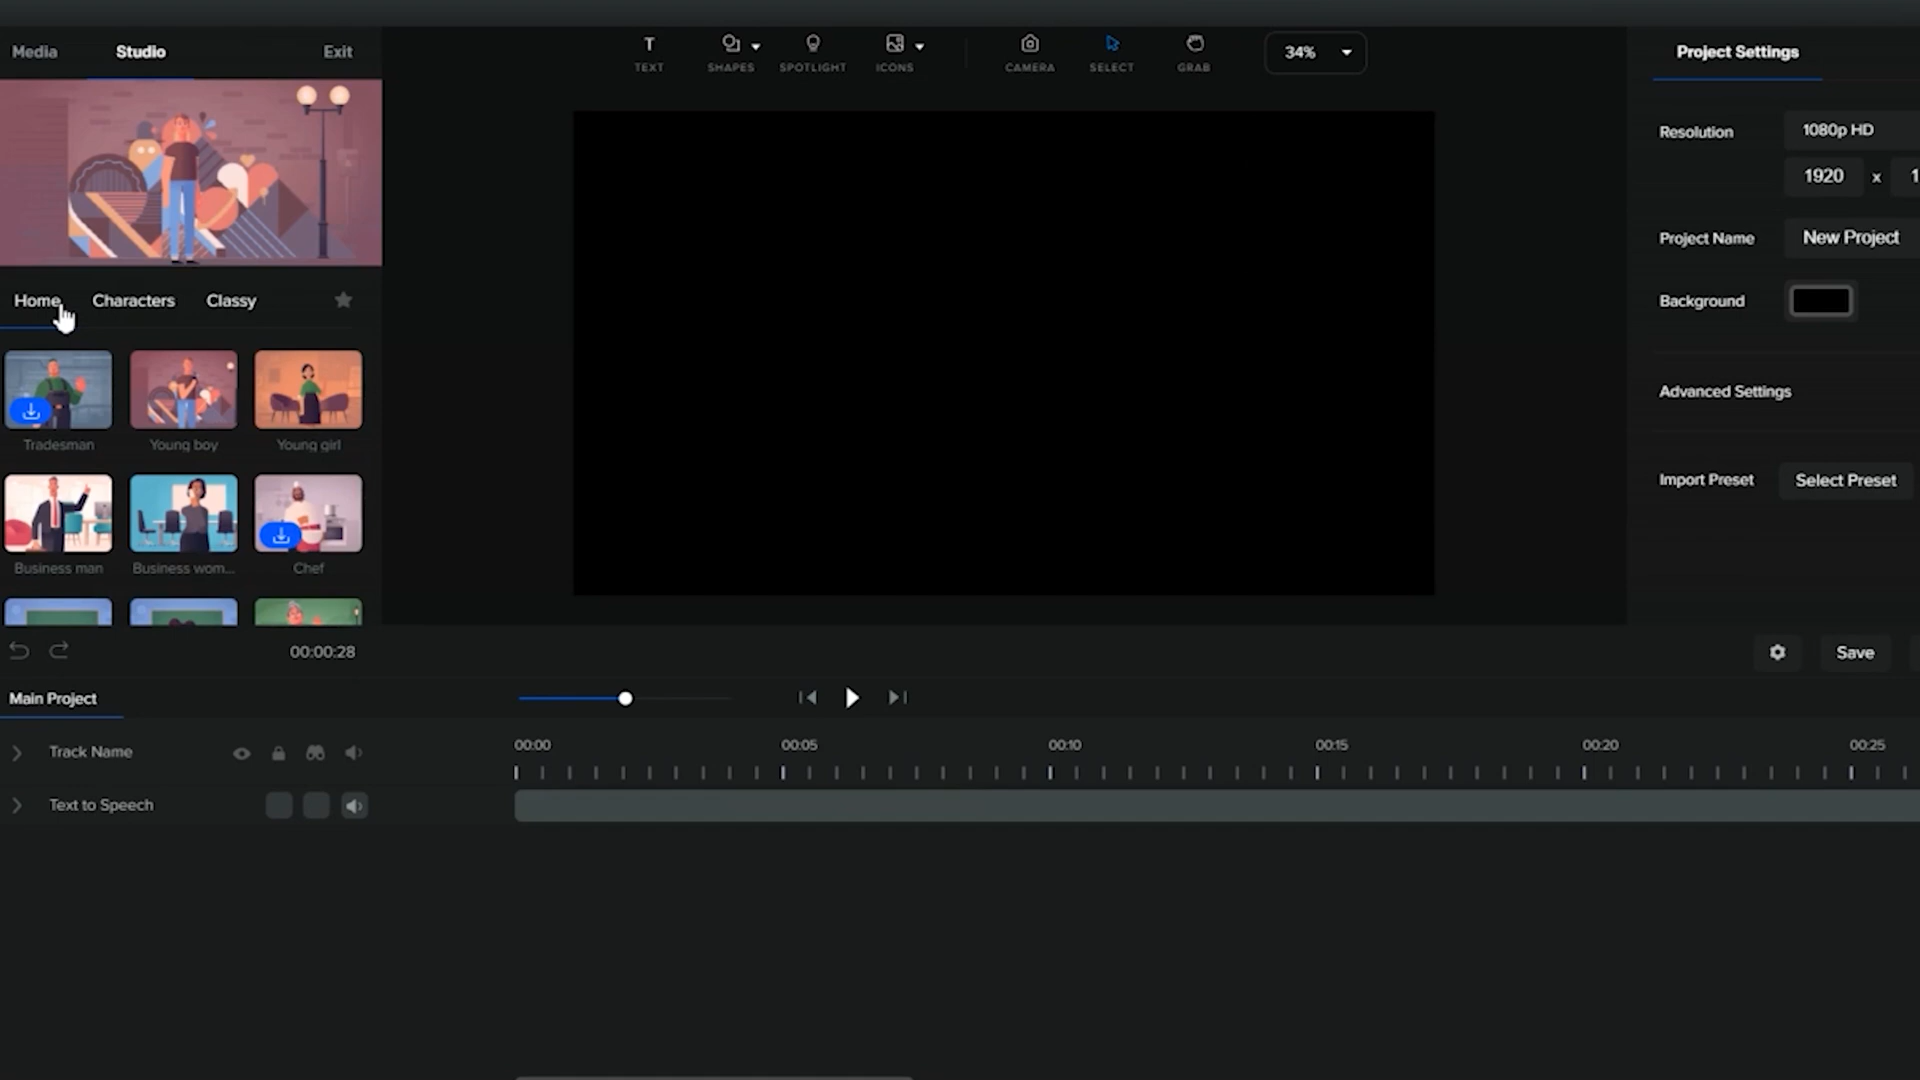 Media Studio Exit
TEXT SHAPES SPOTLIGHT ICONS CAMERA SELECT GRAB 34%
Project Settings
Resolution 1080p HD
1920 x 1
Project Name New Project
Background
Advanced Settings
Import Preset Select Preset
Home Characters Classy
Tradesman Young boy Young girl
Business man Business wom... Chef
00:00:28
Save
Main Project
Track Name
00:00 00:05 00:10 00:15 00:20 00:25
Text to Speech